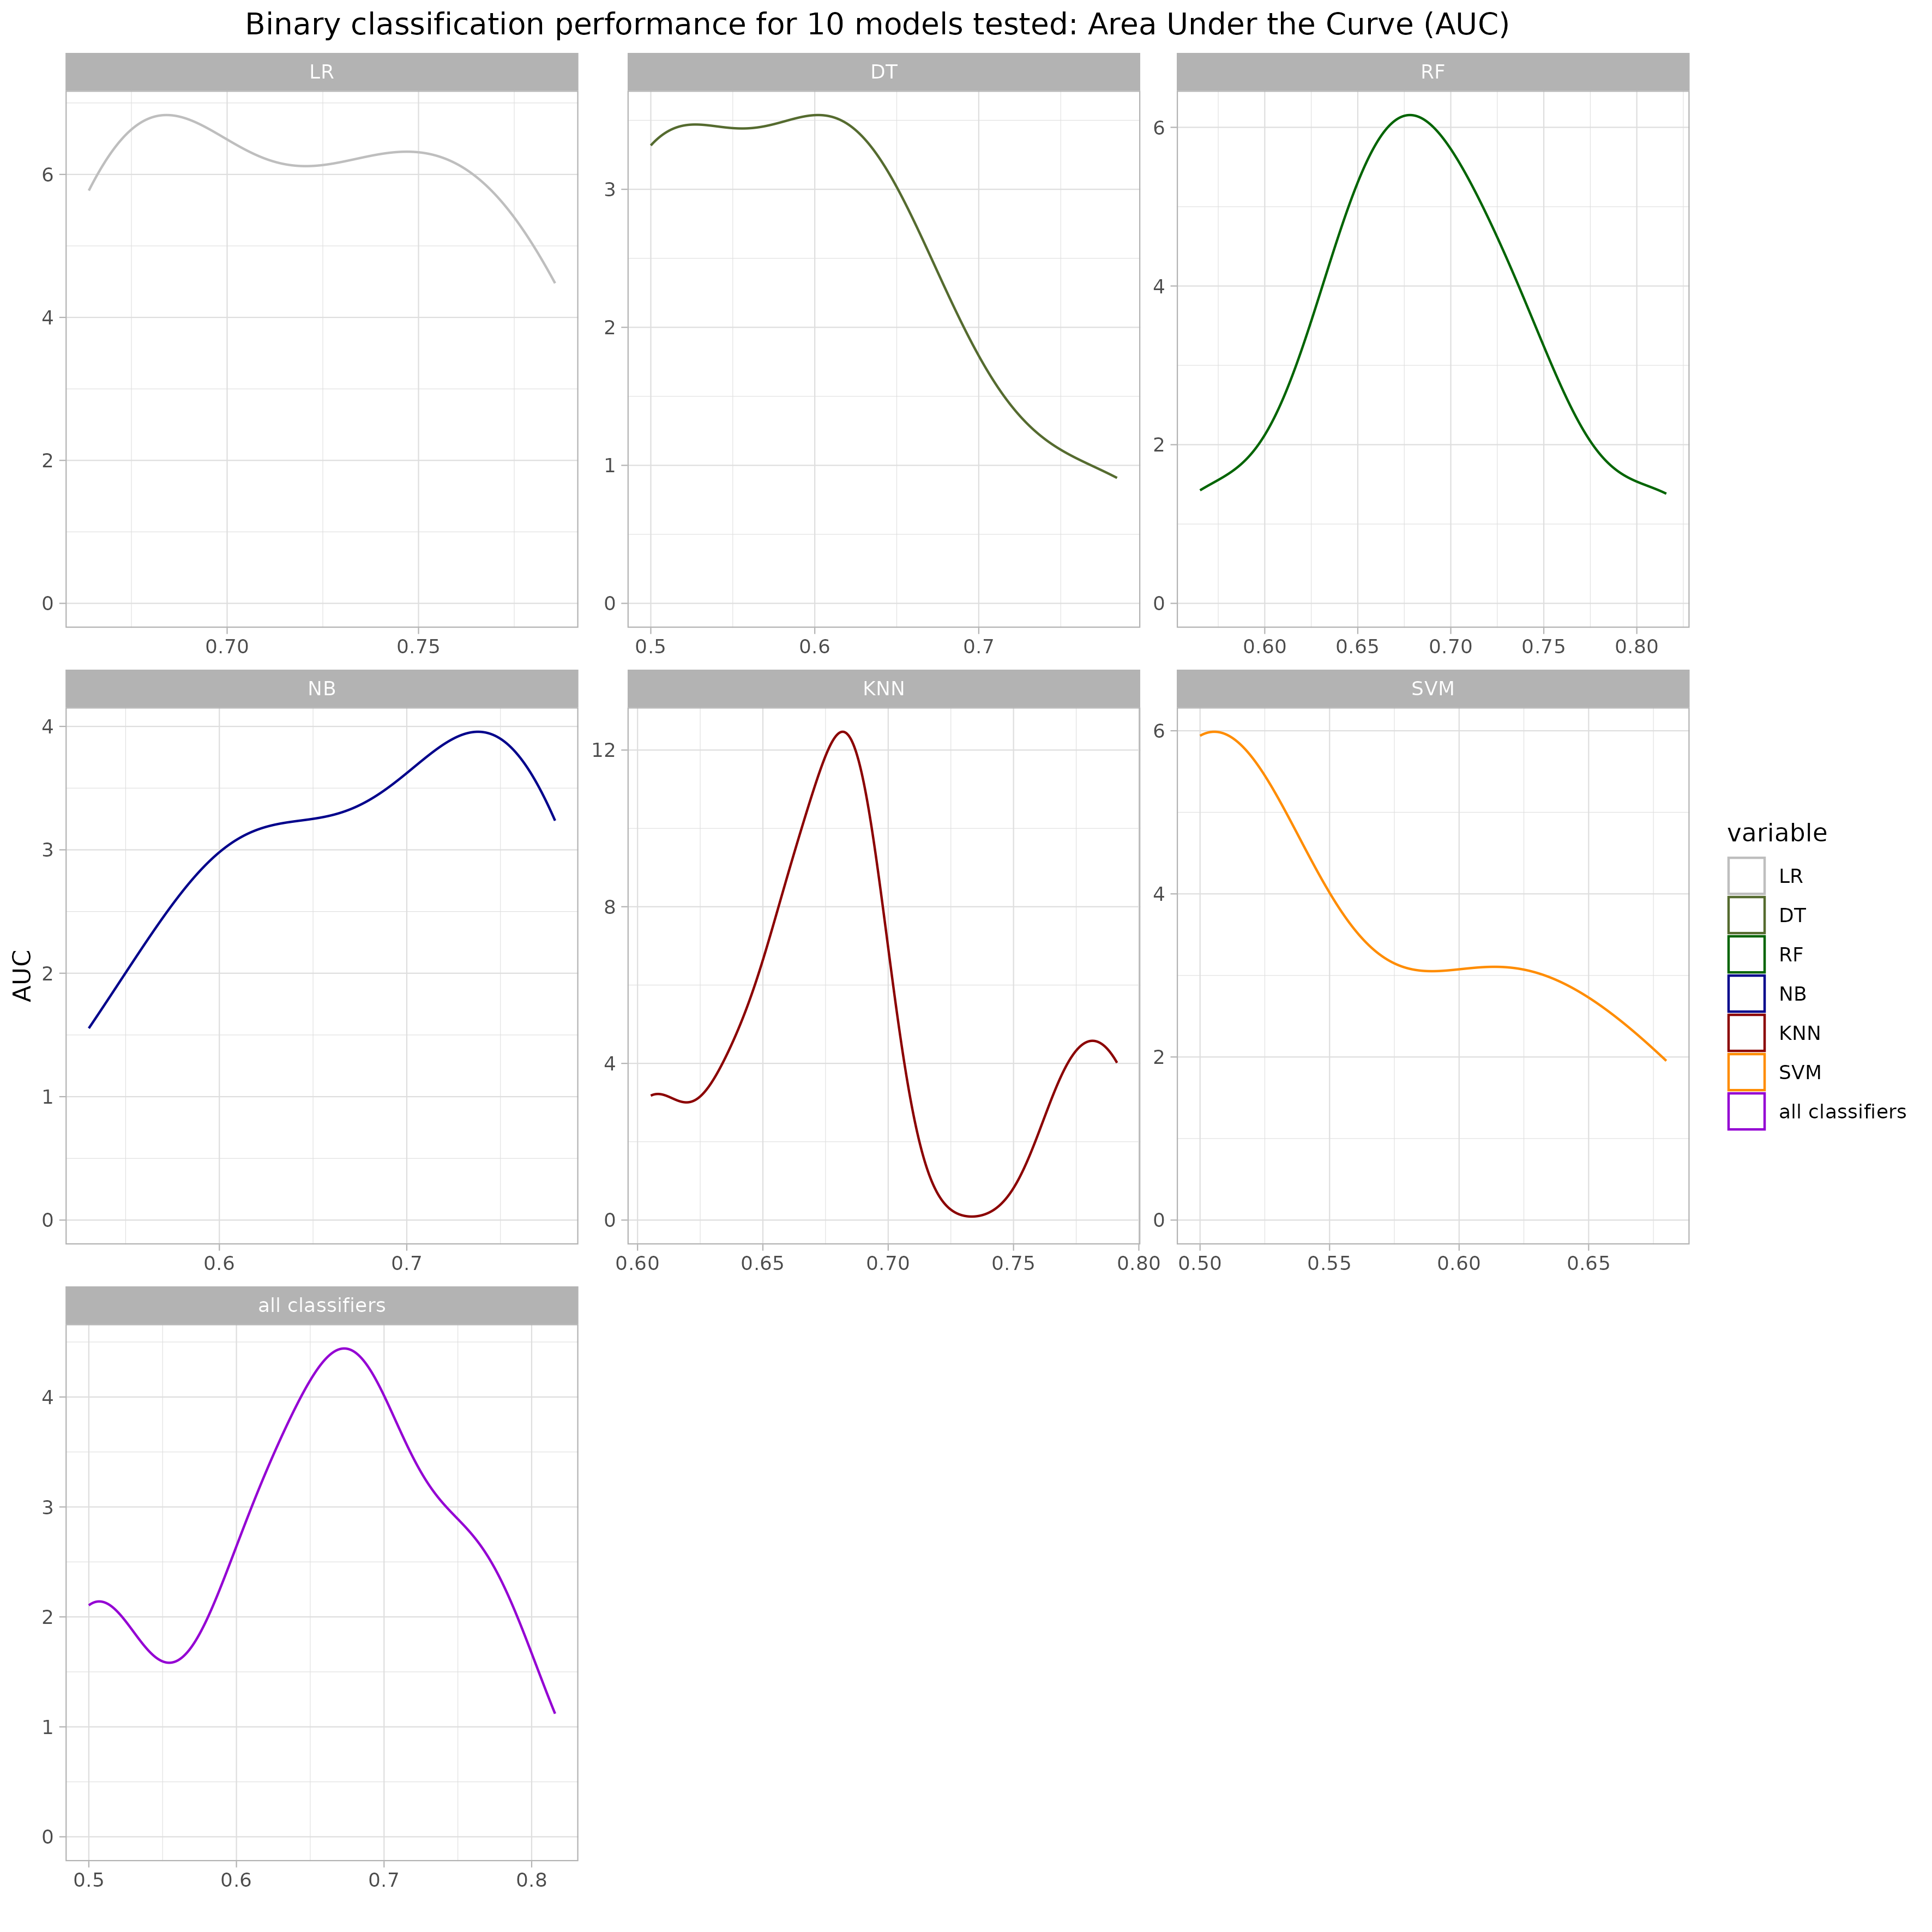 Binary classification performance for 10 models tested: Area Under the Curve (AUC)
LR DT RF
6
4
2
0
0.70 0.75
3
2
1
0
0.5 0.6 0.7
6
4
2
0
0.60 0.65 0.70 0.75 0.80
NB KNN SVM
4
3
2
1
0
0.6 0.7
12
8
4
0
0.60 0.65 0.70 0.75 0.80
6
4
2
0
0.50 0.55 0.60 0.65
all classifiers
4
3
2
1
0
0.5 0.6 0.7 0.8
AUC
variable
LR
DT
RF
NB
KNN
SVM
all classifiers